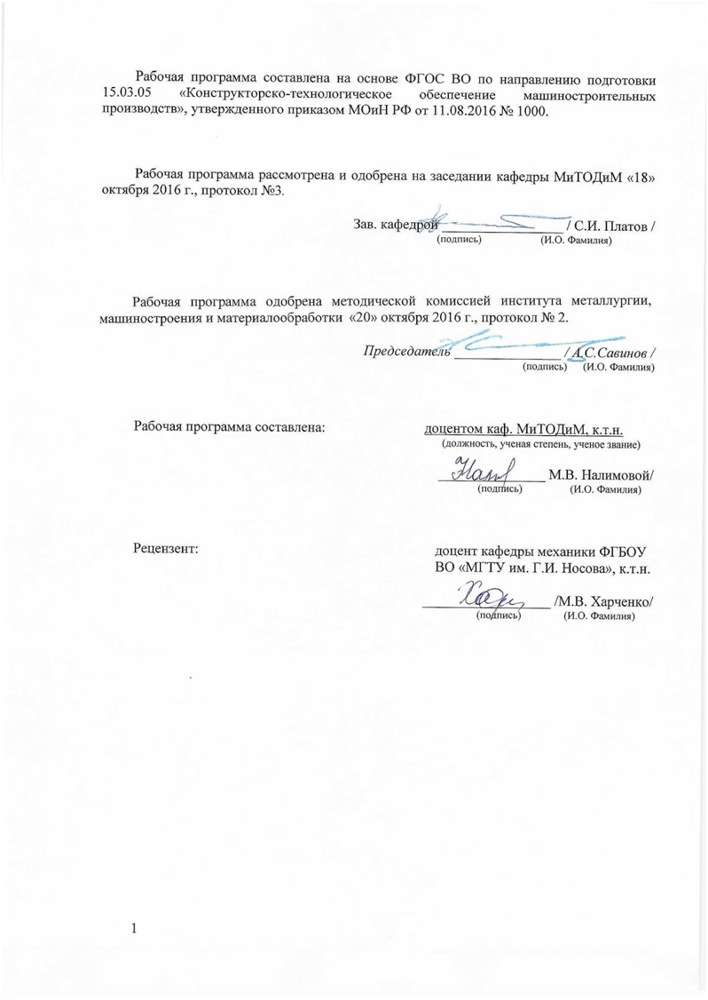 Рабочая программа составлена на основе ФГОС ВО по направлению подготовки
15.03.05 «Конструкторско-технологическое обеспечение машиностроительных
производств», утвержденного приказом МОиН РФ от 11.08.2016 № 1000.
Рабочая программа рассмотрена и одобрена на заседании кафедры МиТОДиМ «18»
октября 2016 г., протокол №3.
Зав. кафедрой _________________ / С.И. Платов /
(подпись) (И.О. Фамилия)
Рабочая программа одобрена методической комиссией института металлургии,
машиностроения и материалообработки «20» октября 2016 г., протокол № 2.
Председатель _______________ / А.С.Савинов /
(подпись) (И.О. Фамилия)
Рабочая программа составлена: доцентом каф. МиТОДиМ, к.т.н.
(должность, ученая степень, ученое звание)
_______________ М.В. Налимовой/
(подпись) (И.О. Фамилия)
Рецензент: доцент кафедры механики ФГБОУ
ВО «МГТУ им. Г.И. Носова», к.т.н.
__________________ /М.В. Харченко/
(подпись) (И.О. Фамилия)
1